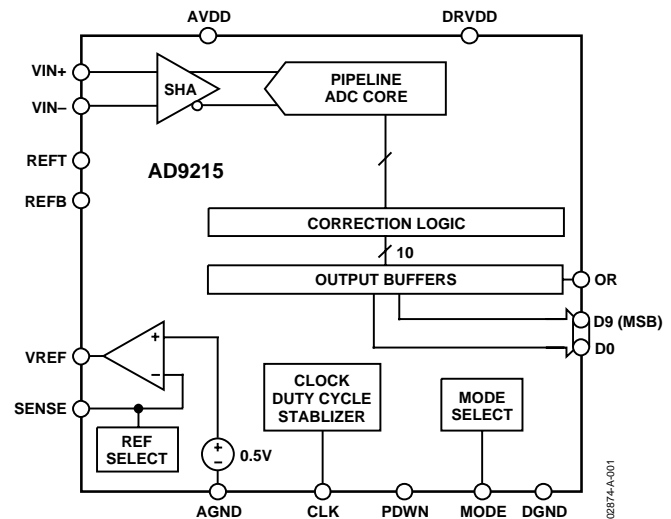 AVDD
DRVDD
VIN+
VIN–
SHA
PIPELINE
ADC CORE
REFT
REFB
AD9215
CORRECTION LOGIC
10
OUTPUT BUFFERS
OR
D9 (MSB)
D0
VREF
+
–
SENSE
REF
SELECT
+
–
0.5V
CLOCK
DUTY CYCLE
STABLIZER
MODE
SELECT
AGND
CLK
PDWN
MODE
DGND
02874-A-001